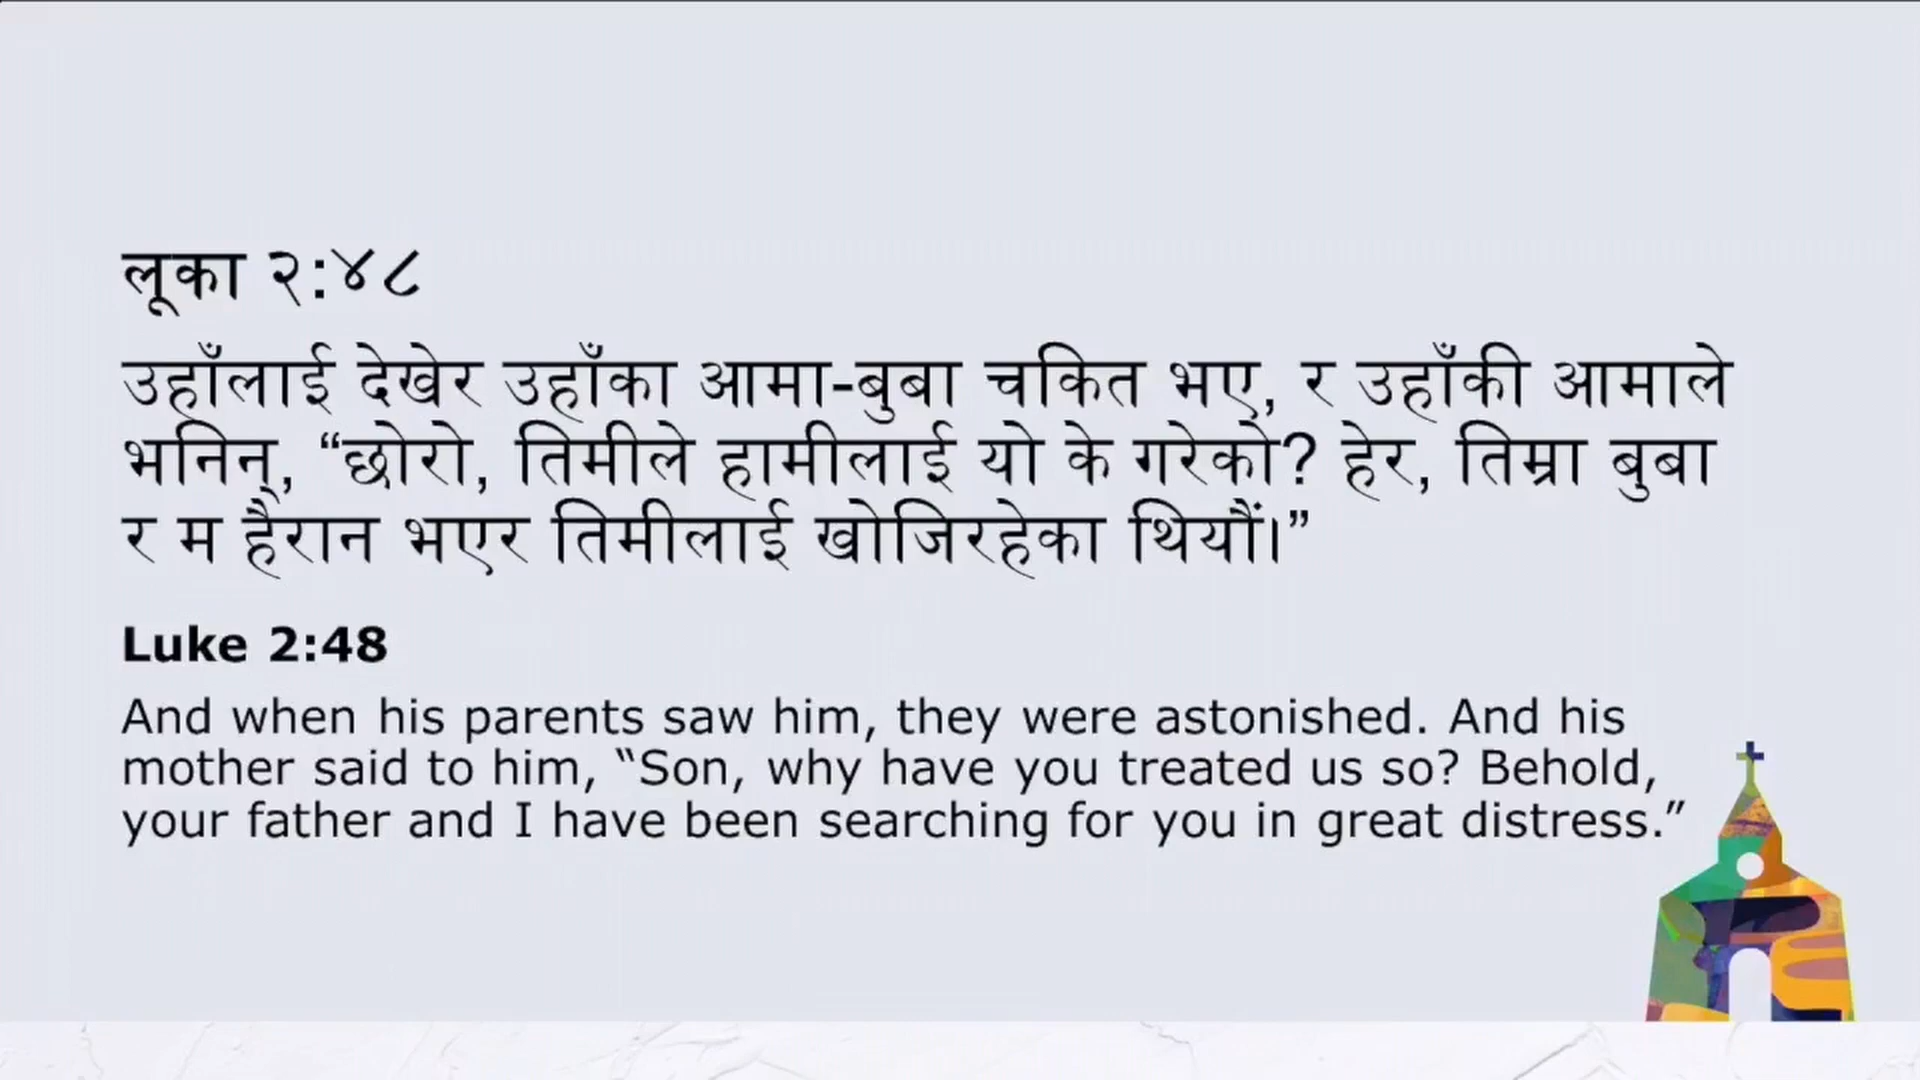 लूका २:४८
उहाँलाई देखेर उहाँका आमा-बुबा चकित भए, र उहाँकी आमाले
भनिन्, “छोरो, तिमीले हामीलाई यो के गरेको? हेर, तिम्रा बुबा
र म हैरान भएर तिमीलाई खोजिरहेका थियौं।”
Luke 2:48
And when his parents saw him, they were astonished. And his
mother said to him, “Son, why have you treated us so? Behold,
your father and I have been searching for you in great distress.”